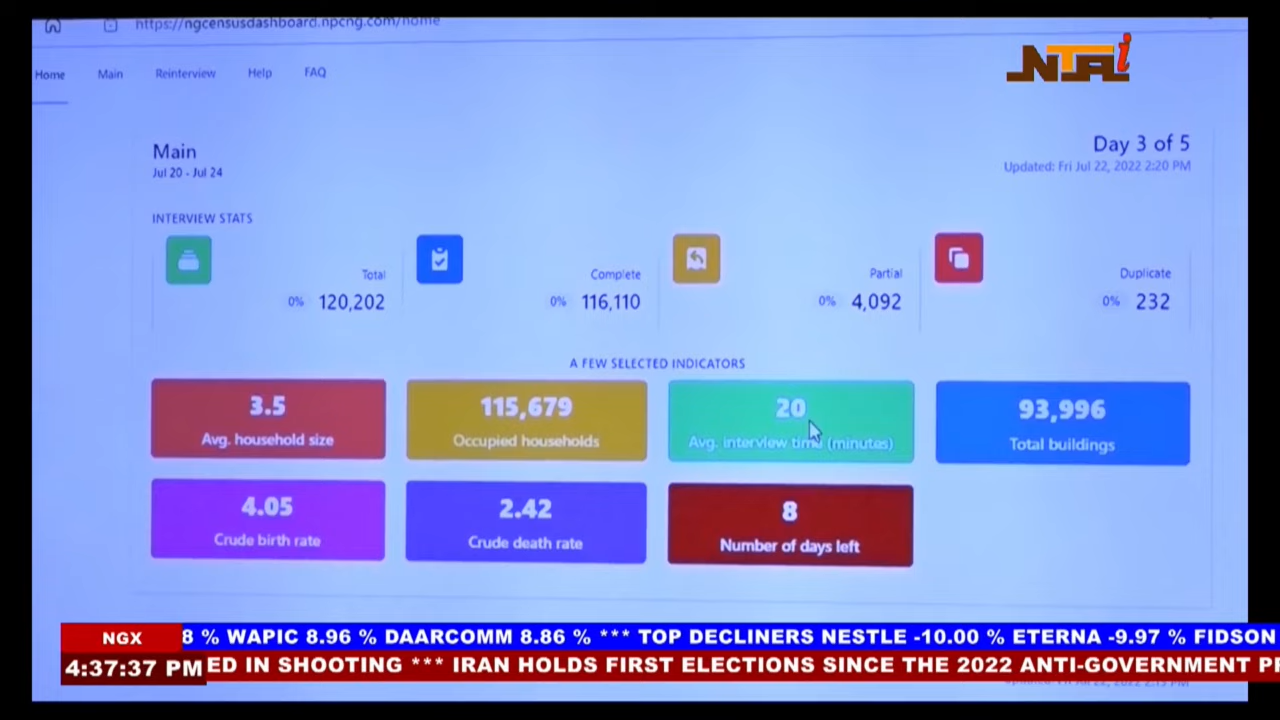 https://ngcensusdashboard.npcng.com/home
NTAi
Home Main Reinterview Help FAQ
Main
Jul 20 - Jul 24
Day 3 of 5
Updated: Fri Jul 22, 2022 2:20 PM
INTERVIEW STATS
Total
0% 120,202
Complete
0% 116,110
Partial
0% 4,092
Duplicate
0% 232
A FEW SELECTED INDICATORS
3.5
Avg. household size
115,679
Occupied households
20
Avg. interview time (minutes)
93,996
Total buildings
4.05
Crude birth rate
2.42
Crude death rate
8
Number of days left
NGX
8 % WAPIC 8.96 % DAARCOMM 8.86 % *** TOP DECLINERS NESTLE -10.00 % ETERNA -9.97 % FIDSON
4:37:37 PM
ED IN SHOOTING *** IRAN HOLDS FIRST ELECTIONS SINCE THE 2022 ANTI-GOVERNMENT